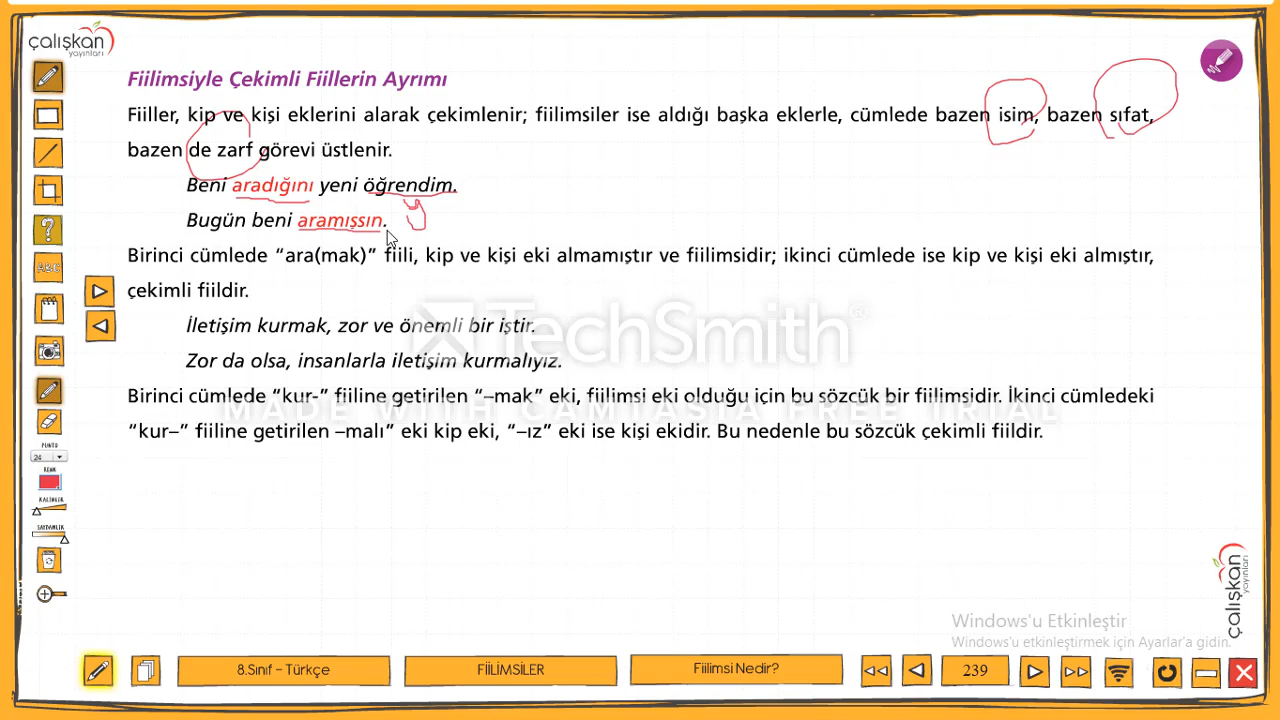 çalışkan
yayınları
Fiilimsiyle Çekimli Fiillerin Ayrımı
Fiiller, kip ve kişi eklerini alarak çekimlenir; fiilimsiler ise aldığı başka eklerle, cümlede bazen isim, bazen sıfat,
bazen de zarf görevi üstlenir.
Beni aradığını yeni öğrendim.
Bugün beni aramışsın.
Birinci cümlede “ara(mak)” fiili, kip ve kişi eki almamıştır ve fiilimsidir; ikinci cümlede ise kip ve kişi eki almıştır,
çekimli fiildir.
İletişim kurmak, zor ve önemli bir iştir.
Zor da olsa, insanlarla iletişim kurmalıyız.
Birinci cümlede “kur-” fiiline getirilen “–mak” eki, fiilimsi eki olduğu için bu sözcük bir fiilimsidir. İkinci cümledeki
“kur–” fiiline getirilen –malı” eki kip eki, “–ız” eki ise kişi ekidir. Bu nedenle bu sözcük çekimli fiildir.
TechSmith®
MADE WITH CAMTASIA FREE TRIAL
ABC
PUNTO
24
RENK
KALINLIK
SAYDAMLIK
çalışkan
yayınları
Windows'u Etkinleştir
Windows'u etkinleştirmek için Ayarlar'a gidin.
8.Sınıf – Türkçe
FİİLİMSİLER
Fiilimsi Nedir?
239